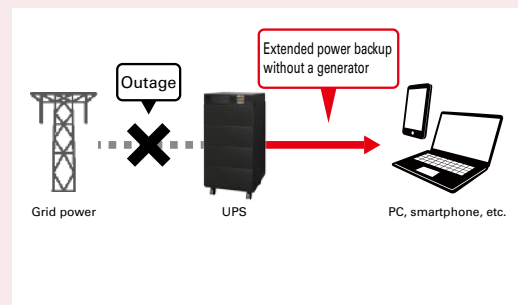 Extended power backup
without a generator
Outage
Grid power
UPS
PC, smartphone, etc.